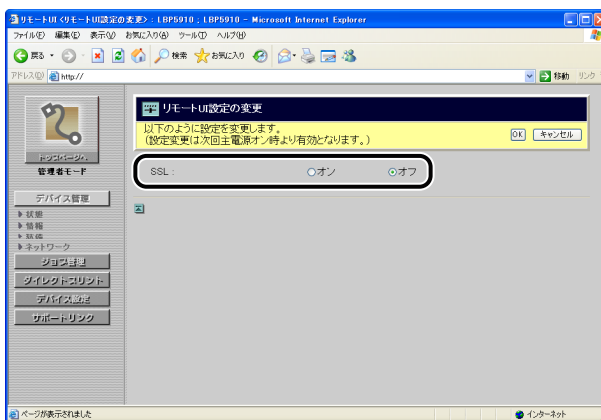 リモートUI <リモートUI設定の変更> : LBP5910 ; LBP5910 - Microsoft Internet Explorer
ファイル(F) 編集(E) 表示(V) お気に入り(A) ツール(T) ヘルプ(H)
戻る 検索 お気に入り
アドレス(D) http:// 移動 リンク
リモートUI設定の変更
以下のように設定を変更します。
(設定変更は次回主電源オン時より有効となります。)
OK キャンセル
トップページへ
管理者モード
SSL : オン オフ
デバイス管理
状態
情報
装備
ネットワーク
ジョブ管理
ダイレクトプリント
デバイス設定
サポートリンク
ページが表示されました インターネット